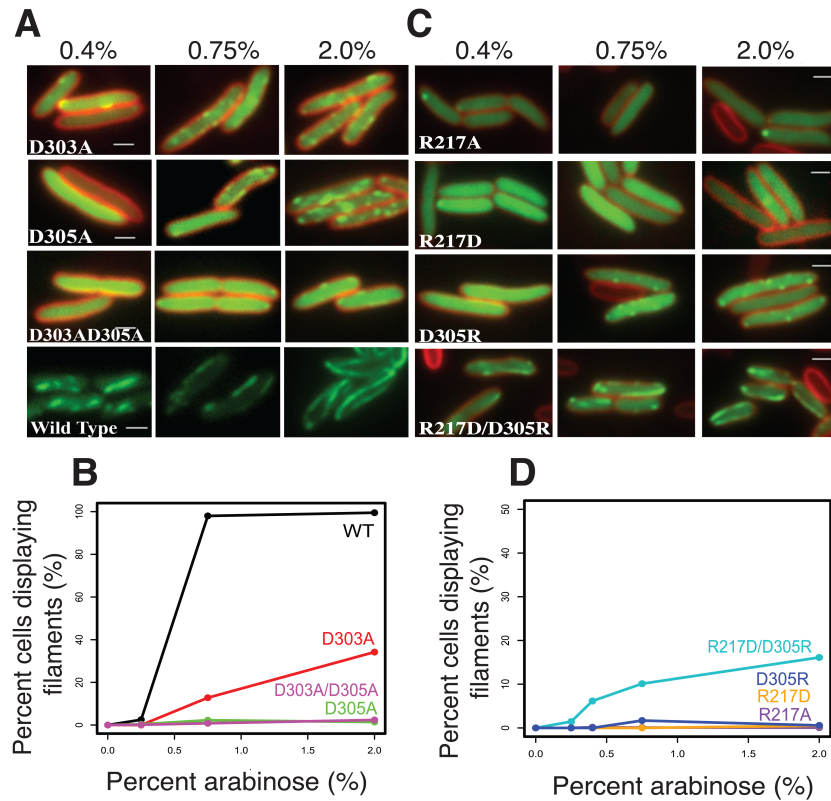 A
0.4%
0.75%
2.0%
D303A
D305A
D303AD305A
Wild Type
C
0.4%
0.75%
2.0%
R217A
R217D
D305R
R217D/D305R
B
Percent cells displaying
filaments (%)
100
80
60
40
20
0
WT
D303A
D303A/D305A
D305A
0.0
0.5
1.0
1.5
2.0
Percent arabinose (%)
D
Percent cells displaying
filaments (%)
50
40
30
20
10
0
R217D/D305R
D305R
R217D
R217A
0.0
0.5
1.0
1.5
2.0
Percent arabinose (%)